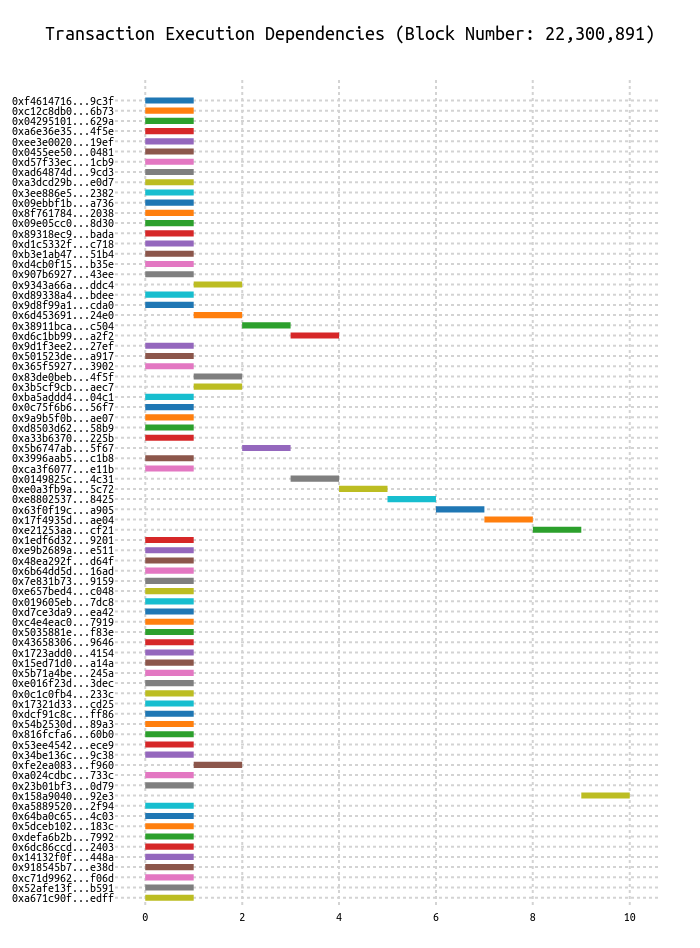 Transaction Execution Dependencies (Block Number: 22,300,891)
0xf4614716...9c3f
0xc12c8db0...6b73
0x04295101...629a
0xa6e36e35...4f5e
0xee3e0020...19ef
0x0455ee50...0481
0xd57f33ec...1cb9
0xad64874d...9cd3
0xa3dcd29b...e0d7
0x3ee886e5...2382
0x09ebbf1b...a736
0x8f761784...2038
0x09e05cc0...8d30
0x89318ec9...bada
0xd1c5332f...c718
0xb3e1ab47...51b4
0xd4cb0f15...b35e
0x907b6927...43ee
0x9343a66a...ddc4
0xd89338a4...bdee
0x9d8f99a1...cda0
0x6d453691...24e0
0x38911bca...c504
0xd6c1bb99...a2f2
0x9d1f3ee2...27ef
0x501523de...a917
0x365f5927...3902
0x83de0beb...4f5f
0x3b5cf9cb...aec7
0xba5addd4...04c1
0x0c75f6b6...56f7
0x9a9b5f0b...ae07
0xd8503d62...58b9
0xa33b6370...225b
0x5b6747ab...5f67
0x3996aab5...c1b8
0xca3f6077...e11b
0x0149825c...4c31
0xe0a3fb9a...5c72
0xe8802537...8425
0x63f0f19c...a905
0x17f4935d...ae04
0xe21253aa...cf21
0x1edf6d32...9201
0xe9b2689a...e511
0x48ea292f...d64f
0x6b64dd5d...16ad
0x7e831b73...9159
0xe657bed4...c048
0x019605eb...7dc8
0xd7ce3da9...ea42
0xc4e4eac0...7919
0x5035881e...f83e
0x43658306...9646
0x1723add0...4154
0x15ed71d0...a14a
0x5b71a4be...245a
0xe016f23d...3dec
0x0c1c0fb4...233c
0x17321d33...cd25
0xdcf91c8c...ff86
0x54b2530d...89a3
0x816fcfa6...60b0
0x53ee4542...ece9
0x34be136c...9c38
0xfe2ea083...f960
0xa024cdbc...733c
0x23b01bf3...0d79
0x158a9040...92e3
0xa5889520...2f94
0x64ba0c65...4c03
0x5dceb102...183c
0xdefa6b2b...7992
0x6dc86ccd...2403
0x14132f0f...448a
0x918545b7...e38d
0xc71d9962...f06d
0x52afe13f...b591
0xa671c90f...edff
0 2 4 6 8 10